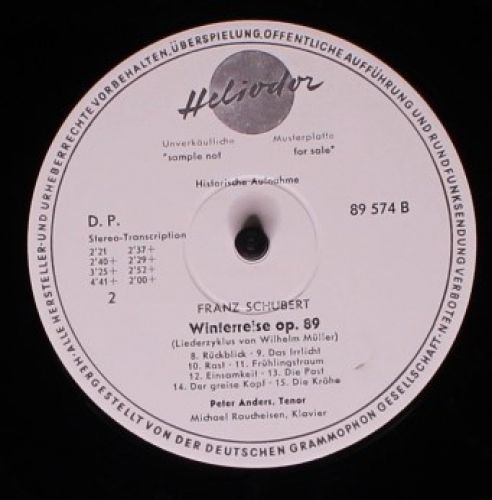 ALLE HERSTELLER-UND URHEBERRECHTE VORBEHALTEN, ÜBERSPIELUNG, ÖFFENTLICHE AUFFÜHRUNG UND RUNDFUNKSENDUNG VERBOTEN.
HERGESTELLT VON DER DEUTSCHEN GRAMMOPHON GESELLSCHAFT
Heliodor
Unverkäufliche Musterplatte
"sample not for sale"
Historische Aufnahme
D. P. 89 574 B
Stereo-Transcription
2'21 2'37+
2'40+ 2'29+
3'25+ 2'52+
4'41+ 2'00+
2
FRANZ SCHUBERT
Winterreise op. 89
(Liederzyklus von Wilhelm Müller)
8. Rückblick · 9. Das Irrlicht
10. Rast · 11. Frühlingstraum
12. Einsamkeit · 13. Die Post
14. Der greise Kopf · 15. Die Krähe
Peter Anders, Tenor
Michael Raucheisen, Klavier